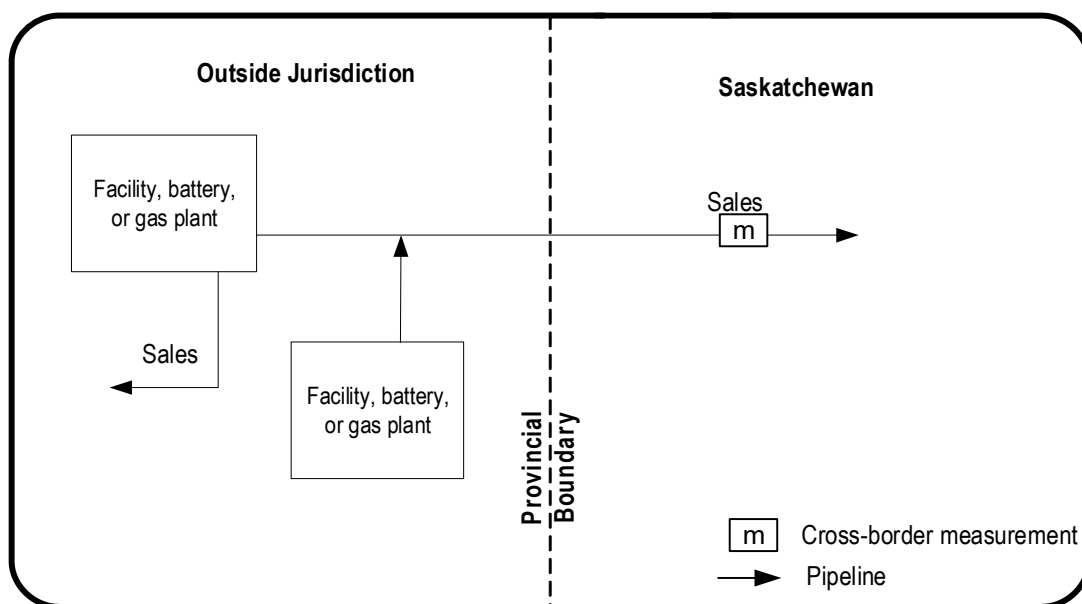 Outside Jurisdiction
Saskatchewan
Facility, battery,
or gas plant
Sales
m
Sales
Facility, battery,
or gas plant
Provincial
Boundary
m Cross-border measurement
Pipeline